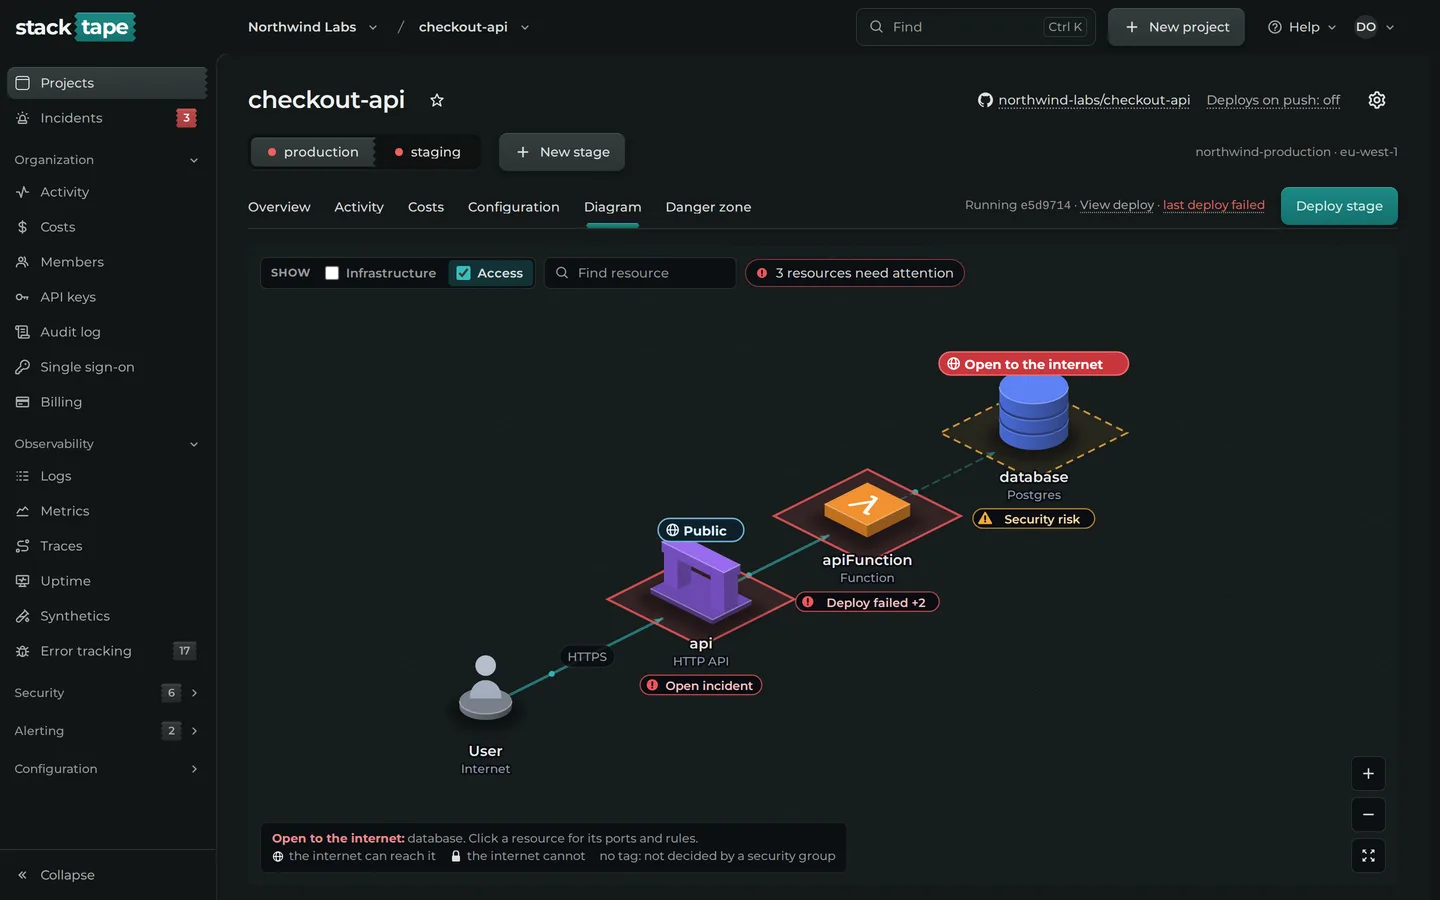 stack tape
Northwind Labs / checkout-api
Find Ctrl K
New project
Help
DO
Projects
Incidents 3
Organization
Activity
Costs
Members
API keys
Audit log
Single sign-on
Billing
Observability
Logs
Metrics
Traces
Uptime
Synthetics
Error tracking 17
Security 6
Alerting 2
Configuration
Collapse
checkout-api
northwind-labs/checkout-api Deploys on push: off
production staging New stage
northwind-production · eu-west-1
Overview Activity Costs Configuration Diagram Danger zone
Running e5d9714 · View deploy · last deploy failed
Deploy stage
SHOW Infrastructure Access
Find resource
3 resources need attention
Open to the internet
database
Postgres
Security risk
apiFunction
Function
Deploy failed +2
Public
api
HTTP API
Open incident
HTTPS
User
Internet
Open to the internet: database. Click a resource for its ports and rules.
the internet can reach it the internet cannot no tag: not decided by a security group